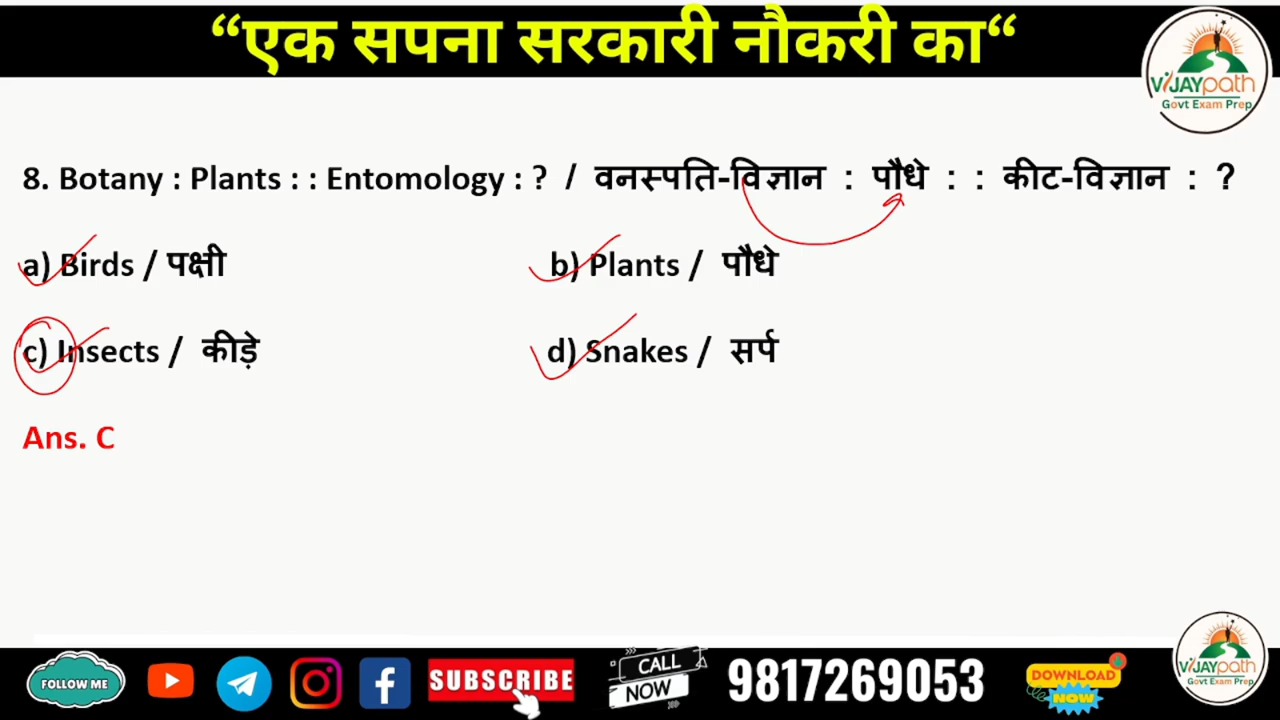 “एक सपना सरकारी नौकरी का“
VIJAYpath
Govt Exam Prep
8. Botany : Plants : : Entomology : ? / वनस्पति-विज्ञान : पौधे : : कीट-विज्ञान : ?
a) Birds / पक्षी b) Plants / पौधे
c) Insects / कीड़े d) Snakes / सर्प
Ans. C
FOLLOW ME
SUBSCRIBE
CALL
NOW
9817269053
DOWNLOAD
NOW
VIJAYpath
Govt Exam Prep